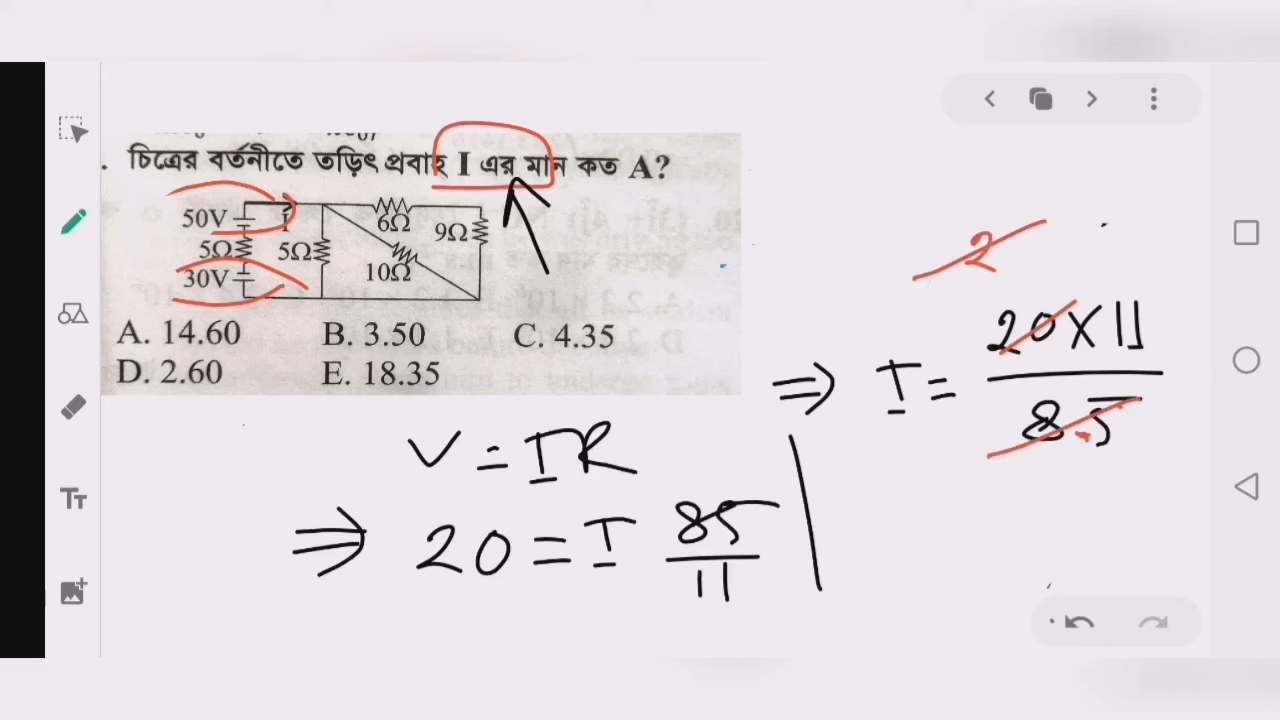 . চিত্রের বর্তনীতে তড়িৎ প্রবাহ I এর মান কত A?
50V
I
6Ω
9Ω
5Ω
5Ω
10Ω
30V
A. 14.60 B. 3.50 C. 4.35
D. 2.60 E. 18.35
V = IR
⇒ 20 = I 85/11
2
⇒ I = 20 X 11 / 85
Tт